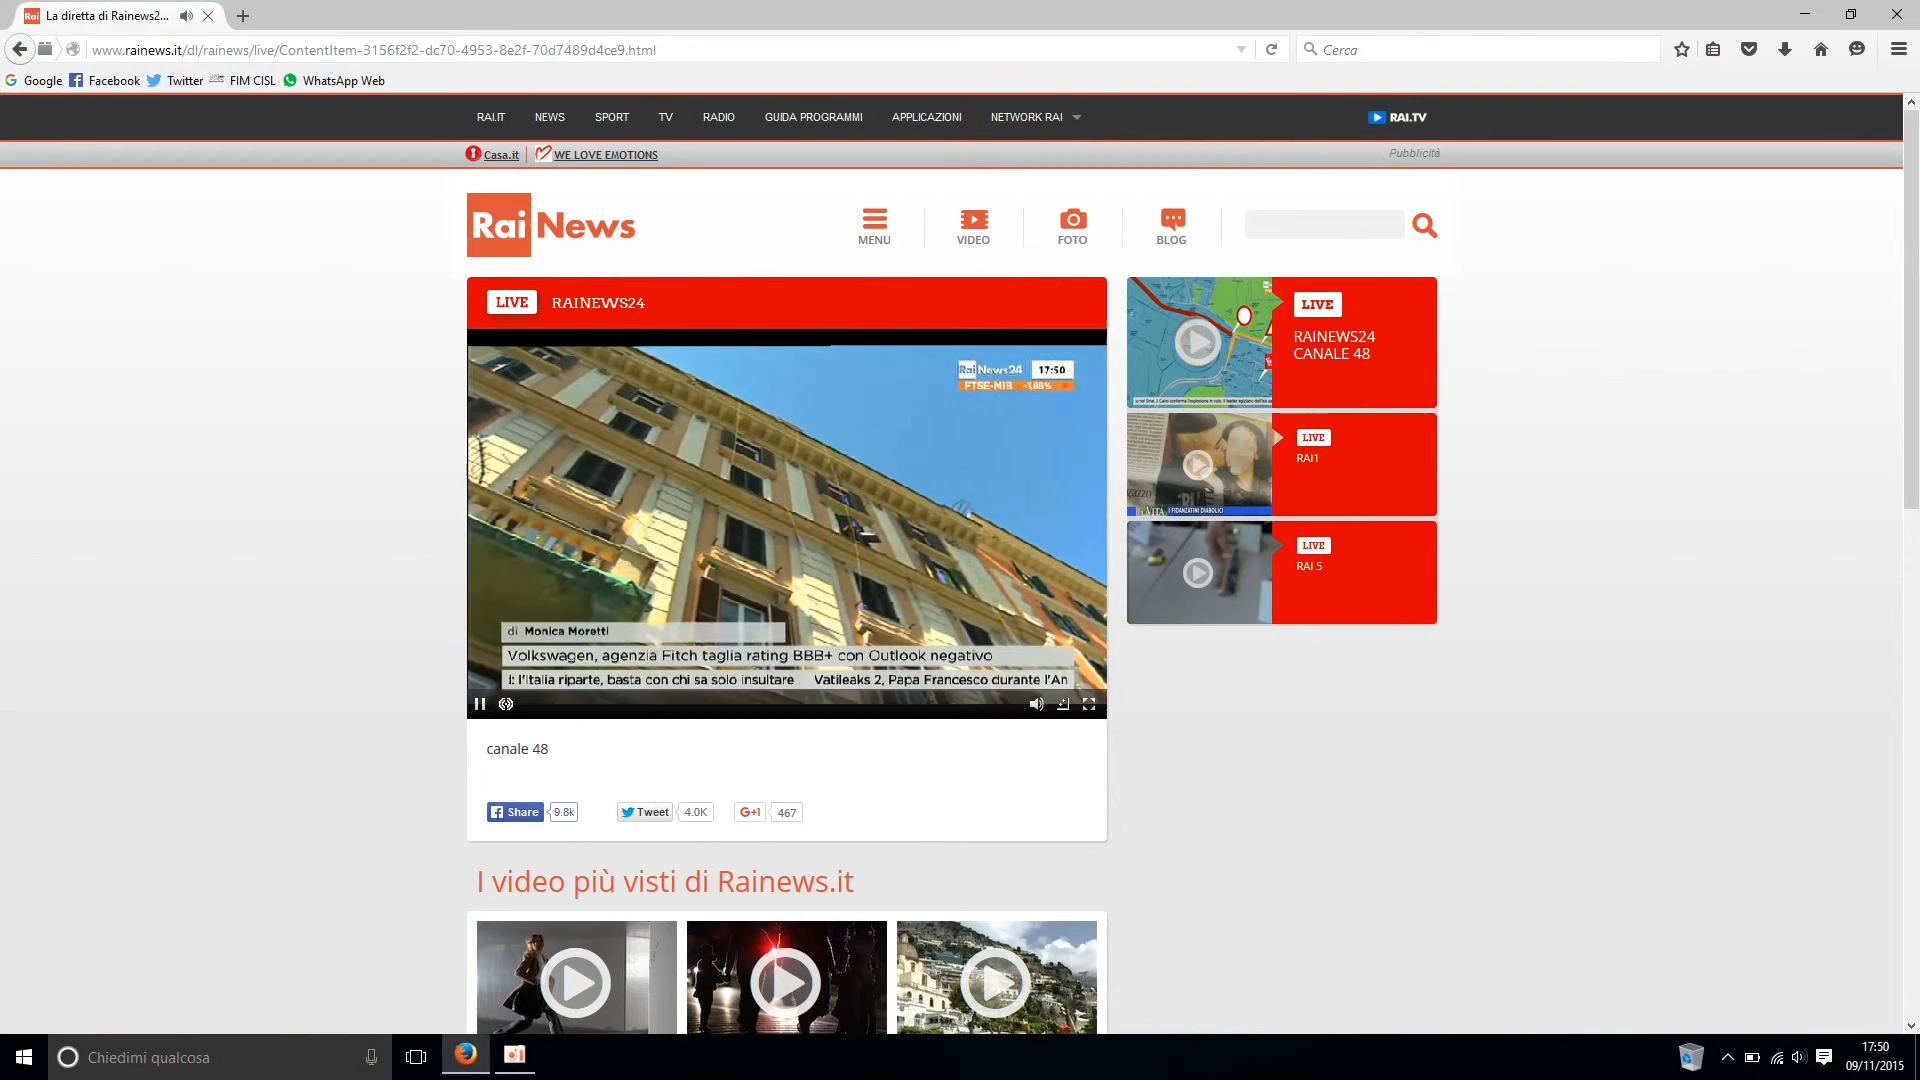 Rai La diretta di Rainews2...
www.rainews.it/dl/rainews/live/ContentItem-3156f2f2-dc70-4953-8e2f-70d7489d4ce9.html
Cerca
Google Facebook Twitter FIM CISL WhatsApp Web
RAI.IT NEWS SPORT TV RADIO GUIDA PROGRAMMI APPLICAZIONI NETWORK RAI RAI.TV
Casa.it WE LOVE EMOTIONS Pubblicità
Rai News
MENU VIDEO FOTO BLOG
LIVE RAINEWS24
Rai News24 17:50
FTSE-MIB -1,88%
di Monica Moretti
Volkswagen, agenzia Fitch taglia rating BBB+ con Outlook negativo
I: l'Italia riparte, basta con chi sa solo insultare Vatileaks 2, Papa Francesco durante l'An
LIVE
RAINEWS24
CANALE 48
LIVE
RAI1
I FIDANZATINI DIABOLICI
LIVE
RAI 5
canale 48
Share 9.8k Tweet 4.0K G+1 467
I video più visti di Rainews.it
Chiedimi qualcosa
17:50
09/11/2015